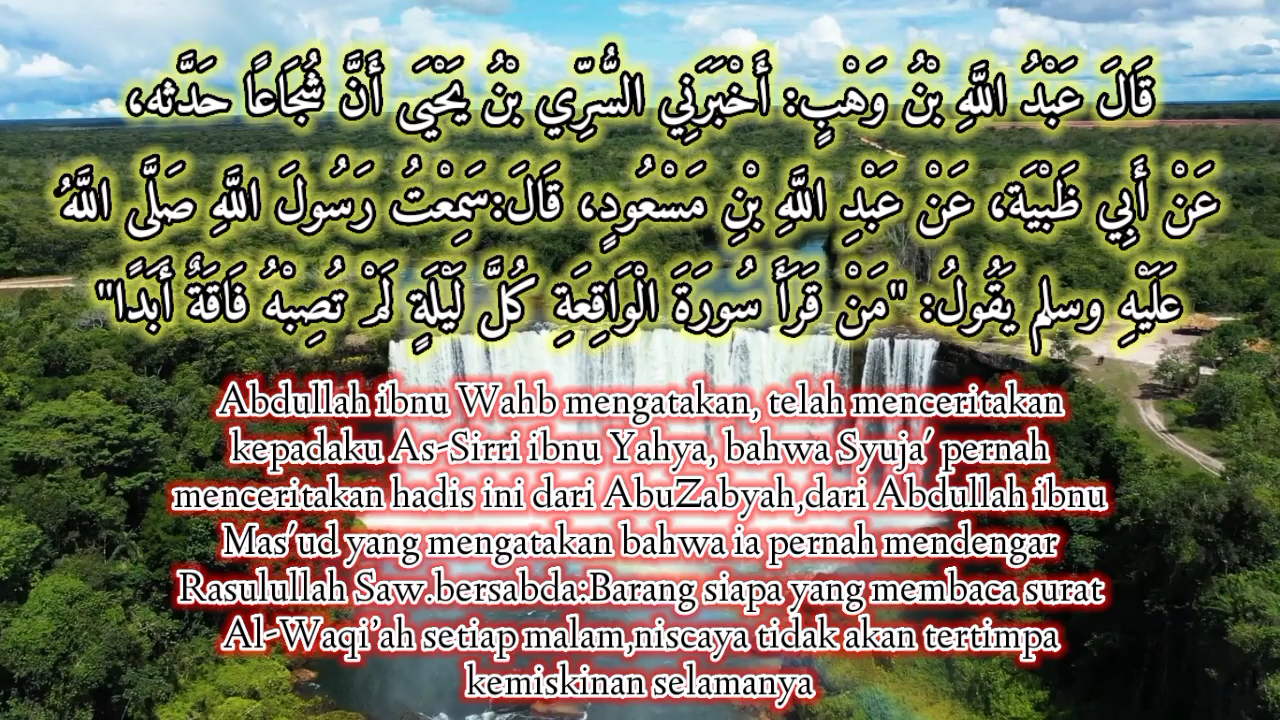 قَالَ عَبْدُ اللَّهِ بْنُ وَهْبٍ: أَخْبَرَنِي السُّرِّي بْنُ يَحْيَى أَنَّ شُجَاعًا حَدَّثه،
عَنْ أَبِي ظَبْيَة، عَنْ عَبْدِ اللَّهِ بْنِ مَسْعُودٍ، قَالَ:سَمِعْتُ رَسُولَ اللَّهِ صَلَّى اللَّهُ
عَلَيْهِ وسلم يَقُولُ: "مَنْ قَرَأَ سُورَةَ الْوَاقِعَةِ كُلَّ لَيْلَةٍ لَمْ تُصِبْهُ فَاقَةٌ أَبَدًا"
Abdullah ibnu Wahb mengatakan, telah menceritakan
kepadaku As-Sirri ibnu Yahya, bahwa Syuja' pernah
menceritakan hadis ini dari AbuZabyah,dari Abdullah ibnu
Mas'ud yang mengatakan bahwa ia pernah mendengar
Rasulullah Saw.bersabda:Barang siapa yang membaca surat
Al-Waqi'ah setiap malam,niscaya tidak akan tertimpa
kemiskinan selamanya